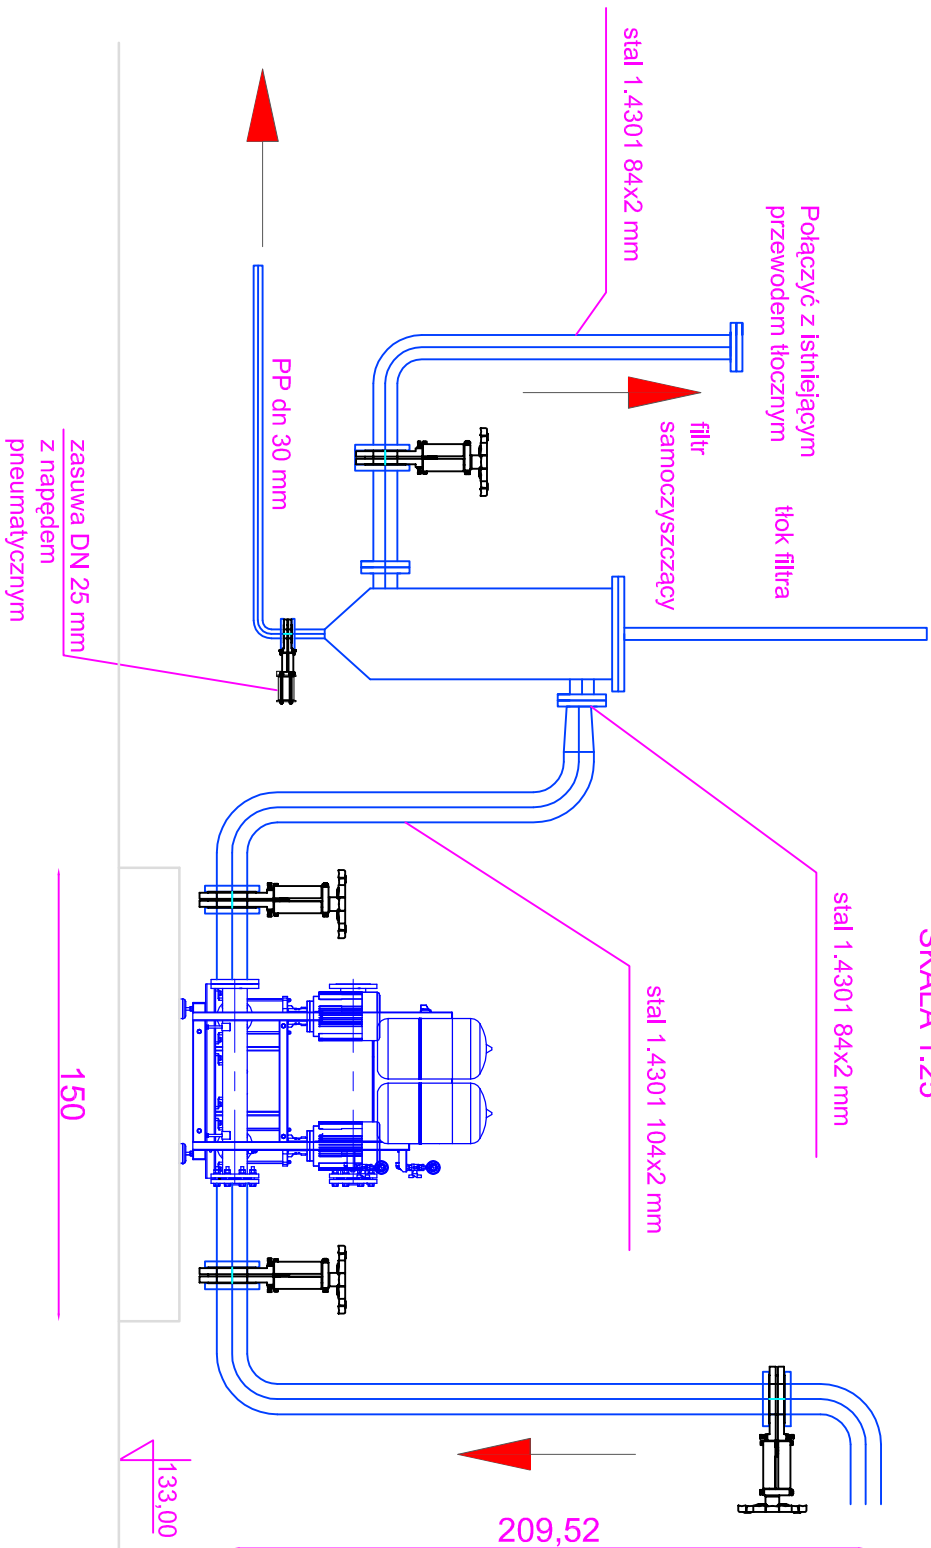 stal 1.4301 84x2 mm
Połączyć z istniejącym
przewodem tłocznym
tłok filtra
filtr
samoczyszczący
PP dn 30 mm
zasuwa DN 25 mm
z napędem
pneumatycznym
stal 1.4301 84x2 mm
stal 1.4301 104x2 mm
150
133,00
209,52